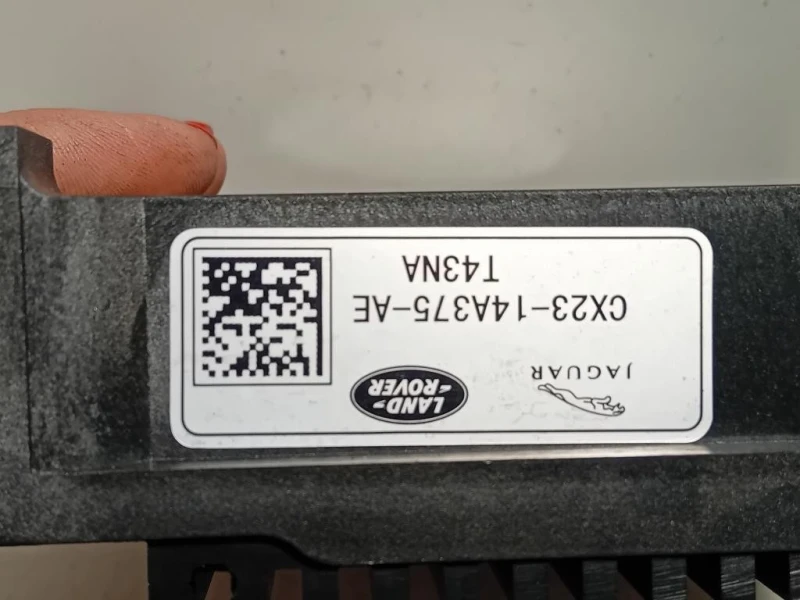 JAGUAR
LAND-
-ROVER
CX23-14A375-AE
T43NA